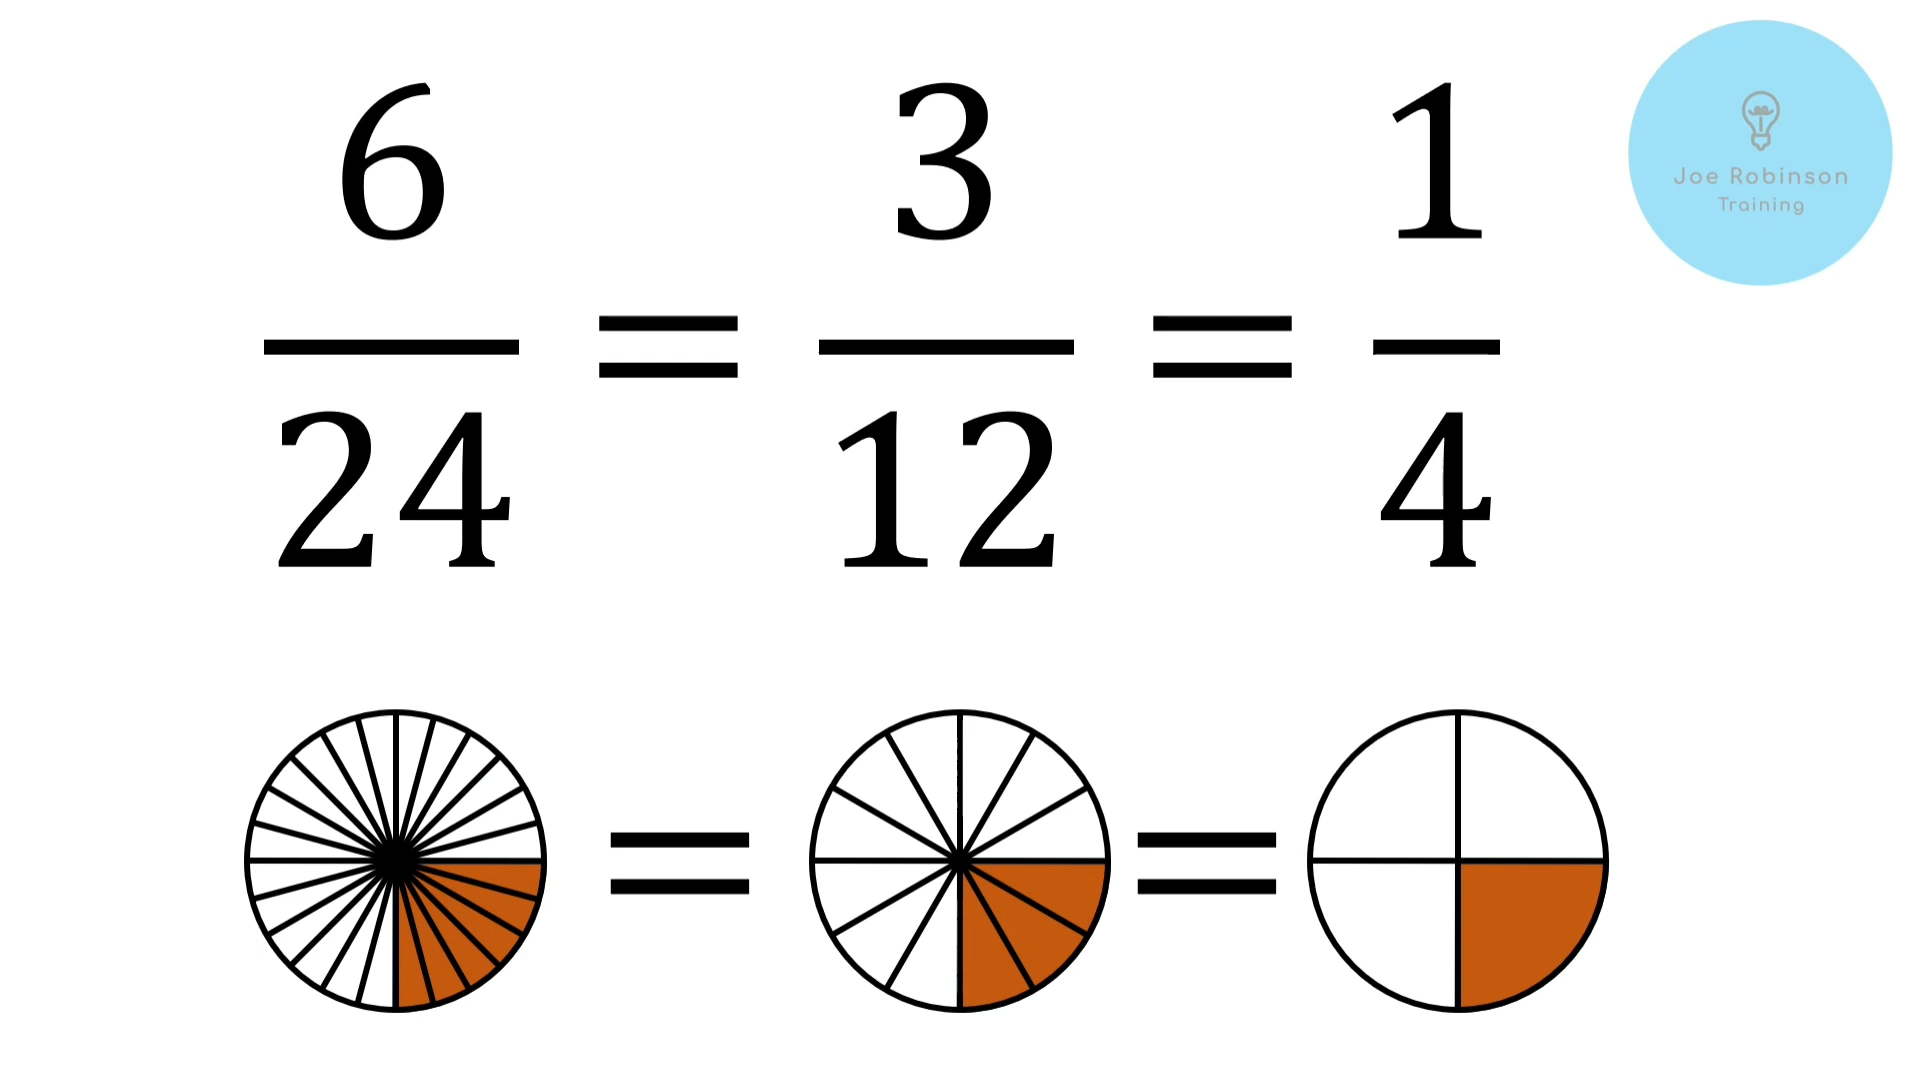 6/24 = 3/12 = 1/4
= =
Joe Robinson
Training